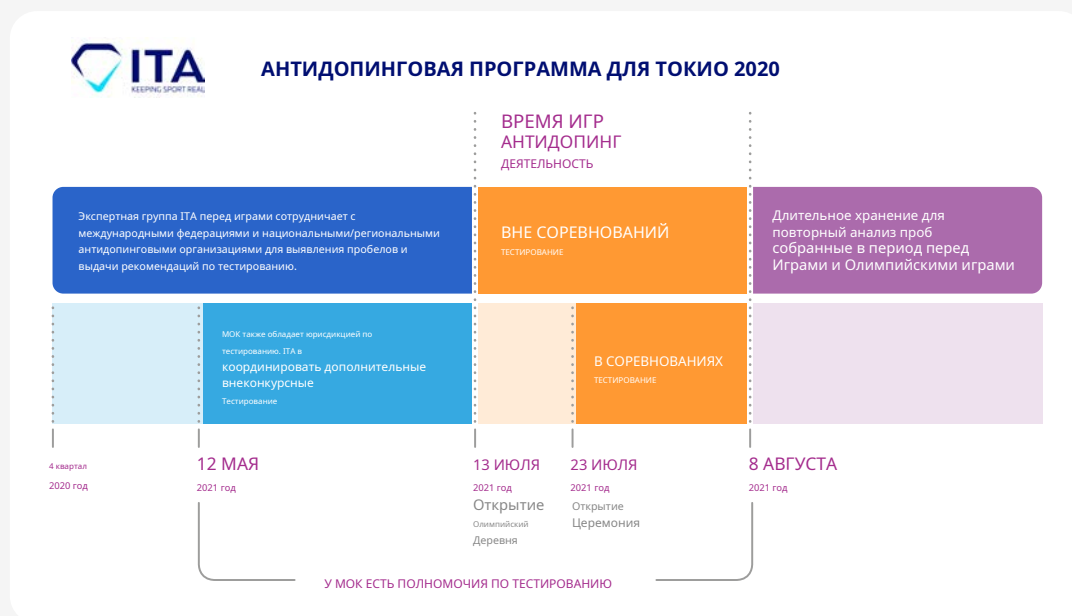 ITA
KEEPING SPORT REAL
АНТИДОПИНГОВАЯ ПРОГРАММА ДЛЯ ТОКИО 2020
ВРЕМЯ ИГР
АНТИДОПИНГ
ДЕЯТЕЛЬНОСТЬ
Экспертная группа ITA перед играми сотрудничает с
международными федерациями и национальными/региональными
антидопинговыми организациями для выявления пробелов и
выдачи рекомендаций по тестированию.
ВНЕ СОРЕВНОВАНИЙ
ТЕСТИРОВАНИЕ
Длительное хранение для
повторный анализ проб
собранные в период перед
Играми и Олимпийскими играми
МОК также обладает юрисдикцией по
тестированию. ITA в
координировать дополнительные
внеконкурсные
Тестирование
В СОРЕВНОВАНИЯХ
ТЕСТИРОВАНИЕ
4 квартал
2020 год
12 МАЯ
2021 год
13 ИЮЛЯ
2021 год
Открытие
Олимпийский
Деревня
23 ИЮЛЯ
2021 год
Открытие
Церемония
8 АВГУСТА
2021 год
У МОК ЕСТЬ ПОЛНОМОЧИЯ ПО ТЕСТИРОВАНИЮ